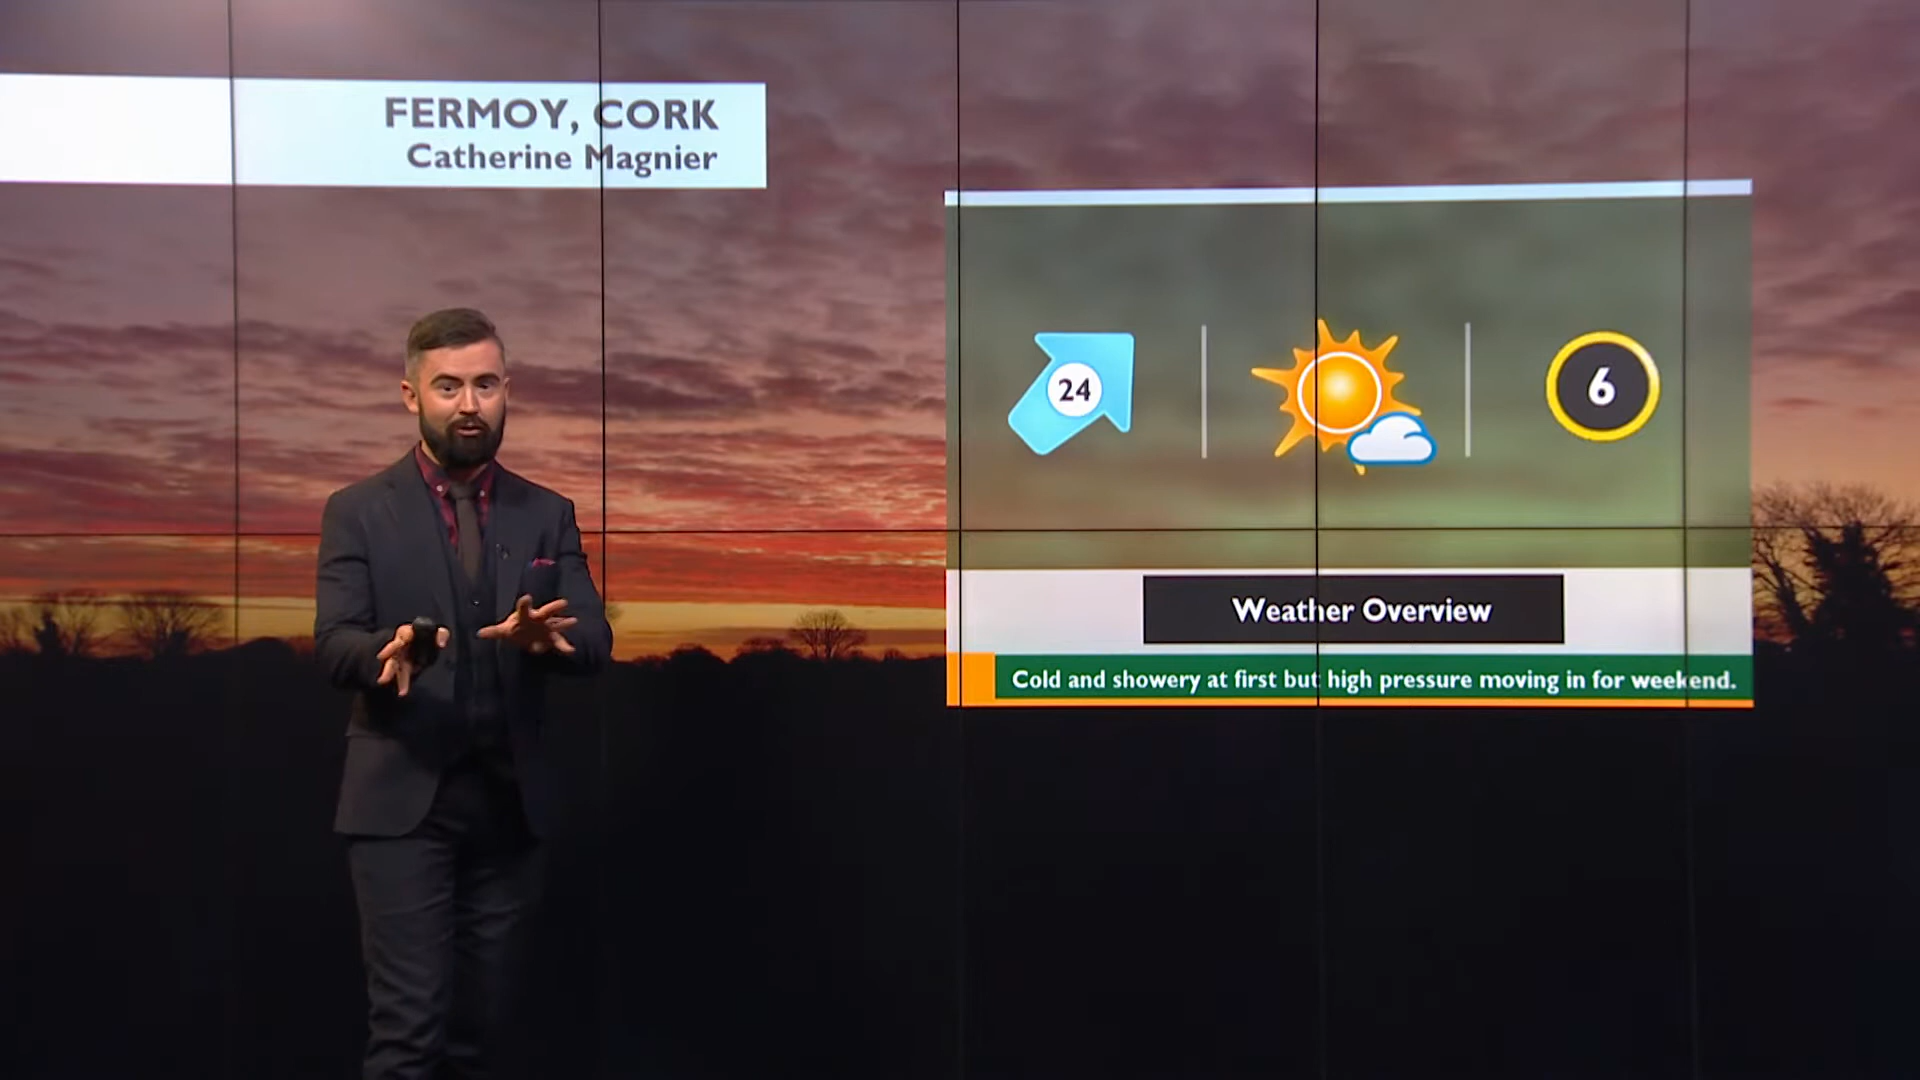 FERMOY, CORK
Catherine Magnier
24
6
Weather Overview
Cold and showery at first but high pressure moving in for weekend.